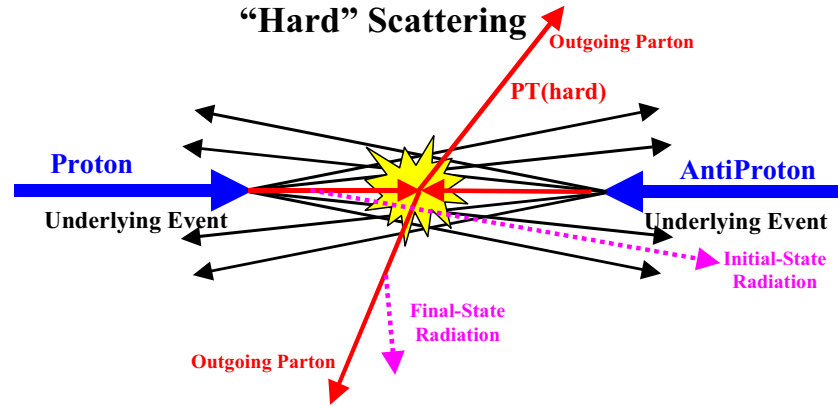 “Hard” Scattering
Outgoing Parton
PT(hard)
Proton
AntiProton
Underlying Event
Underlying Event
Initial-State
Radiation
Final-State
Radiation
Outgoing Parton